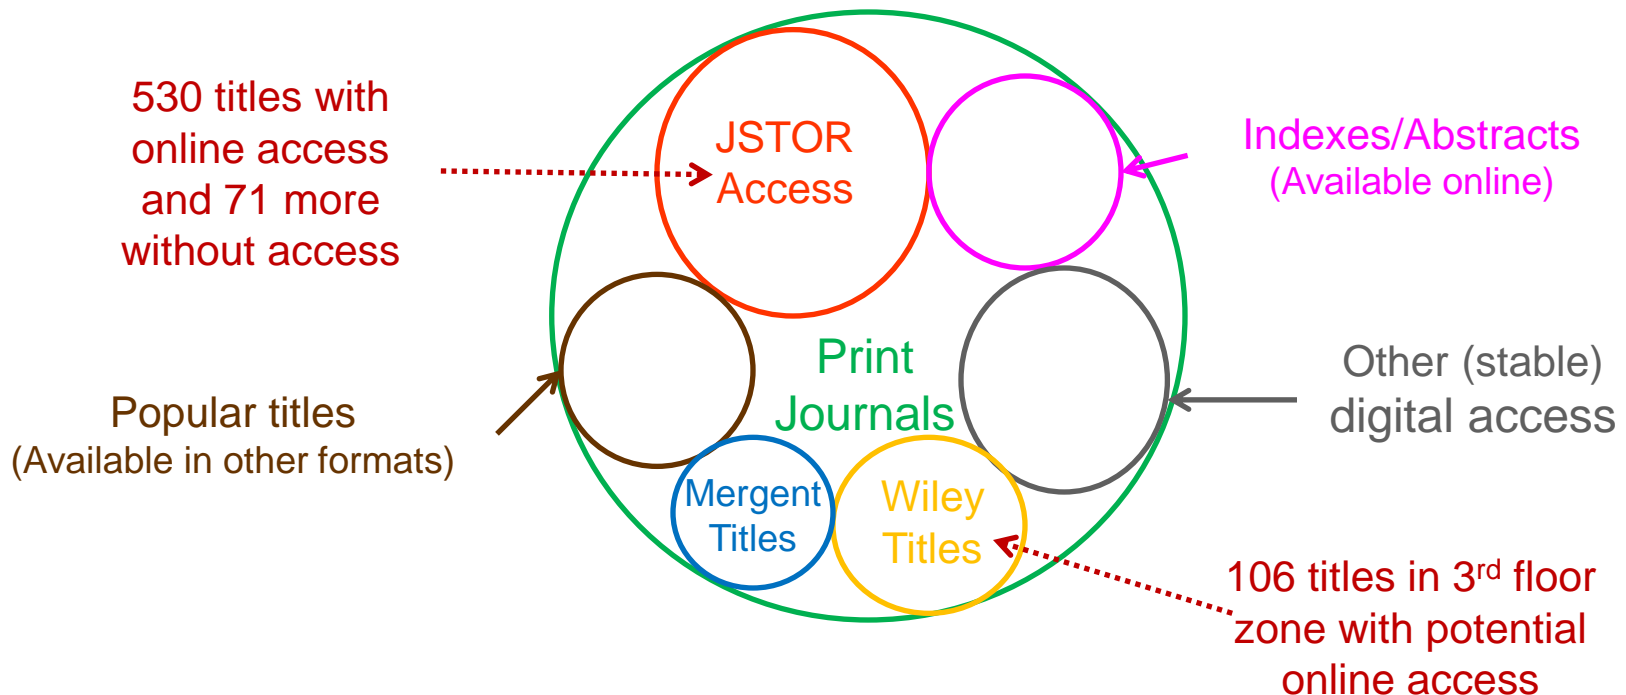 530 titles with
online access
and 71 more
without access
JSTOR
Access
Indexes/Abstracts
(Available online)
Print
Journals
Other (stable)
digital access
Popular titles
(Available in other formats)
Mergent
Titles
Wiley
Titles
106 titles in 3rd floor
zone with potential
online access